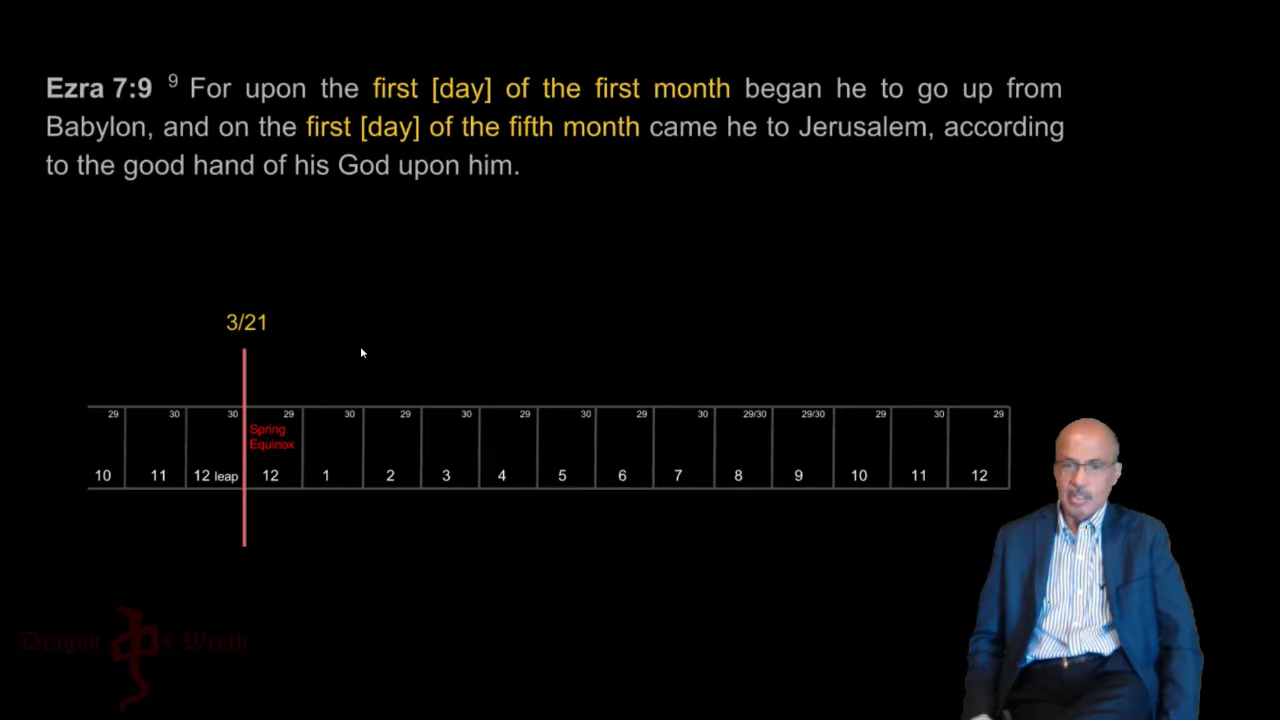 Ezra 7:9 9 For upon the first [day] of the first month began he to go up from
Babylon, and on the first [day] of the fifth month came he to Jerusalem, according
to the good hand of his God upon him.
3/21
29 30 30 29 30 29 30 29 30 29 30 29/30 29/30 29 30 29
Spring
Equinox
10 11 12 leap 12 1 2 3 4 5 6 7 8 9 10 11 12
Dragon e Wroth